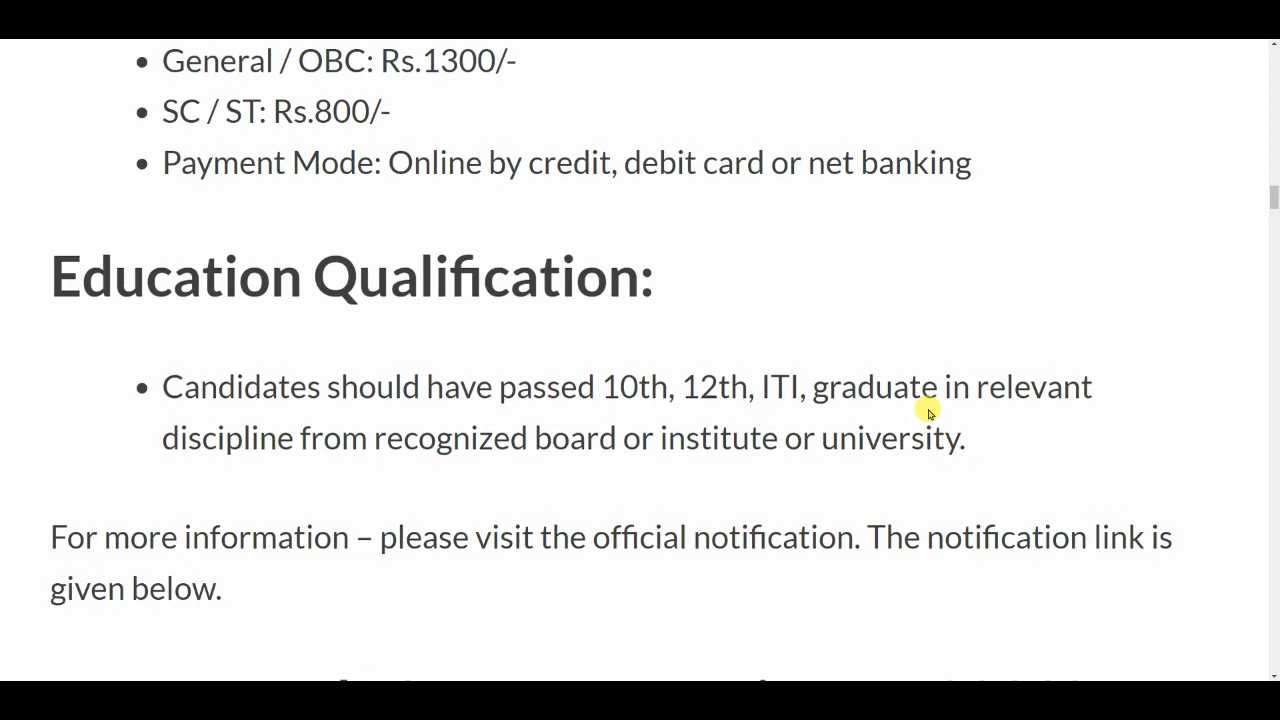 General / OBC: Rs.1300/-
SC / ST: Rs.800/-
Payment Mode: Online by credit, debit card or net banking
Education Qualification:
Candidates should have passed 10th, 12th, ITI, graduate in relevant
discipline from recognized board or institute or university.
For more information – please visit the official notification. The notification link is
given below.